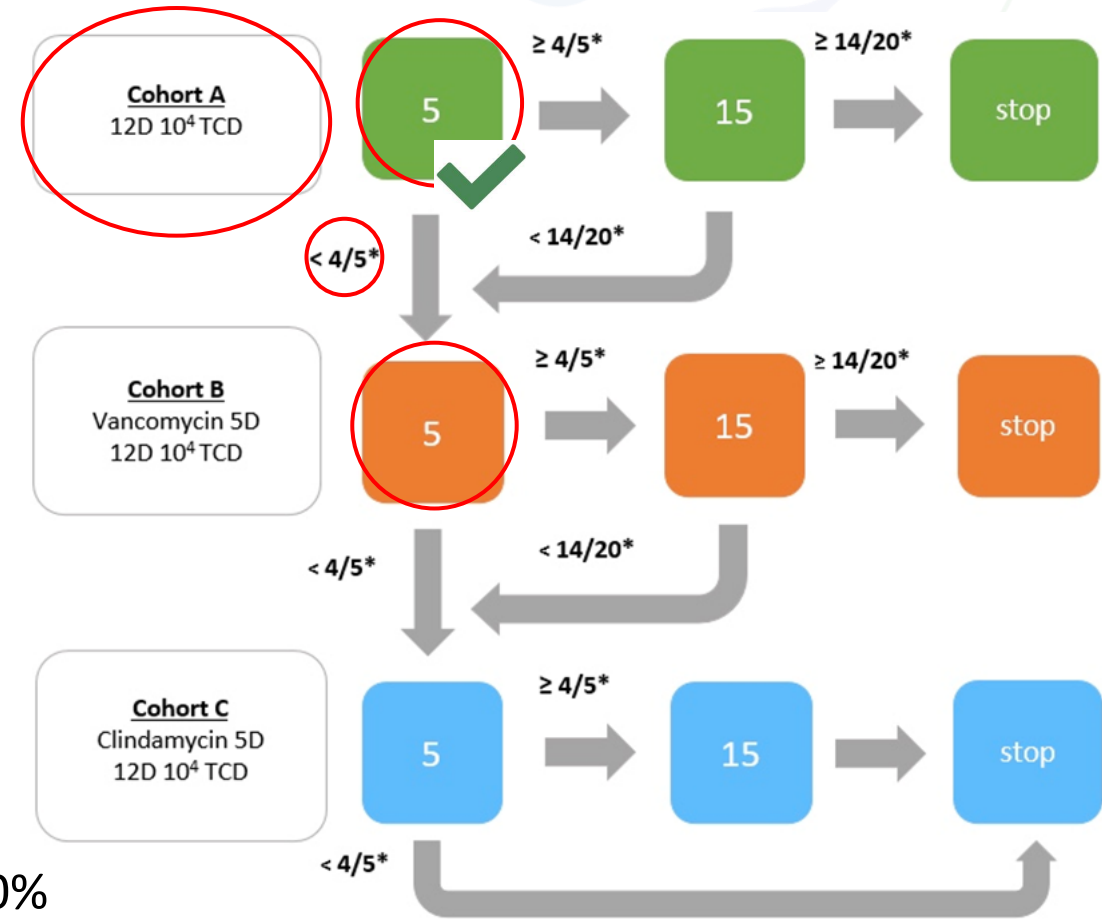 ≥ 4/5*
≥ 14/20*
Cohort A
12D 10⁴ TCD
5
15
stop
< 4/5*
< 14/20*
Cohort B
Vancomycin 5D
12D 10⁴ TCD
≥ 4/5*
≥ 14/20*
5
15
stop
< 4/5*
< 14/20*
Cohort C
Clindamycin 5D
12D 10⁴ TCD
≥ 4/5*
5
15
stop
< 4/5*
0%